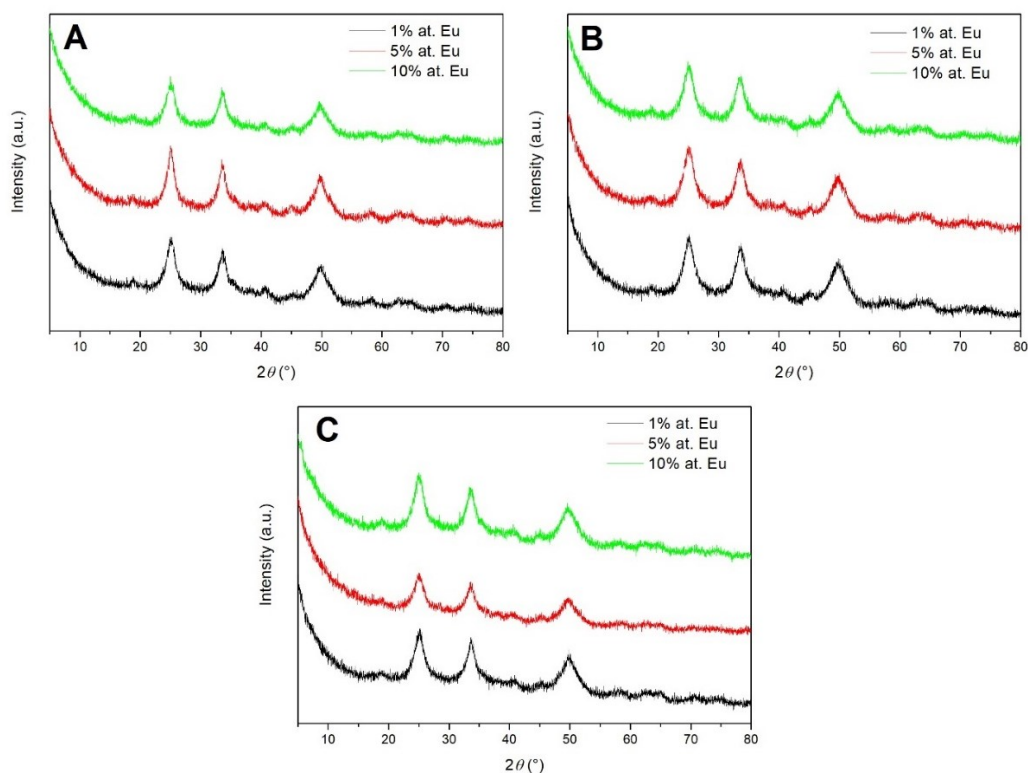 A
1% at. Eu
5% at. Eu
10% at. Eu
Intensity (a.u.)
10 20 30 40 50 60 70 80
2θ (°)
B
1% at. Eu
5% at. Eu
10% at. Eu
Intensity (a.u.)
10 20 30 40 50 60 70 80
2θ (°)
C
1% at. Eu
5% at. Eu
10% at. Eu
Intensity (a.u.)
10 20 30 40 50 60 70 80
2θ (°)